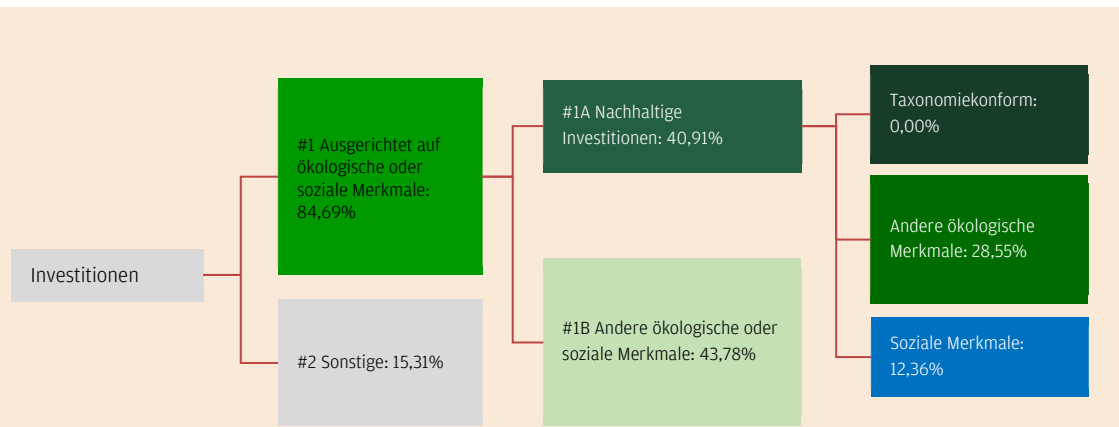 Investitionen
#1 Ausgerichtet auf
ökologische oder
soziale Merkmale:
84,69%
#2 Sonstige: 15,31%
#1A Nachhaltige
Investitionen: 40,91%
#1B Andere ökologische oder
soziale Merkmale: 43,78%
Taxonomiekonform:
0,00%
Andere ökologische
Merkmale: 28,55%
Soziale Merkmale:
12,36%